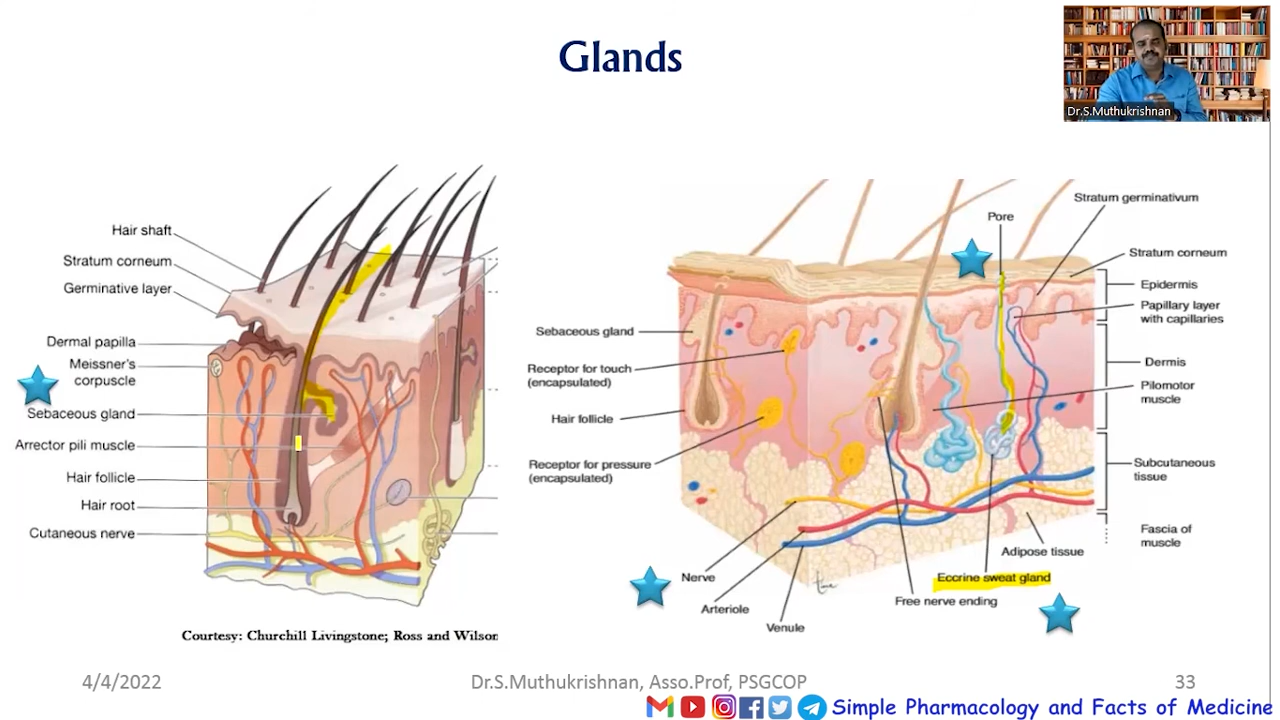 Glands
Dr.S.Muthukrishnan
Hair shaft
Stratum corneum
Germinative layer
Dermal papilla
Meissner's
corpuscle
Sebaceous gland
Arrector pili muscle
Hair follicle
Hair root
Cutaneous nerve
Courtesy: Churchill Livingstone; Ross and Wilson
Pore
Stratum germinativum
Stratum corneum
Epidermis
Papillary layer
with capillaries
Dermis
Pilomotor
muscle
Subcutaneous
tissue
Fascia of
muscle
Sebaceous gland
Receptor for touch
(encapsulated)
Hair follicle
Receptor for pressure
(encapsulated)
Nerve
Arteriole
Venule
Adipose tissue
Eccrine sweat gland
Free nerve ending
4/4/2022
Dr.S.Muthukrishnan, Asso.Prof, PSGCOP
33
Simple Pharmacology and Facts of Medicine